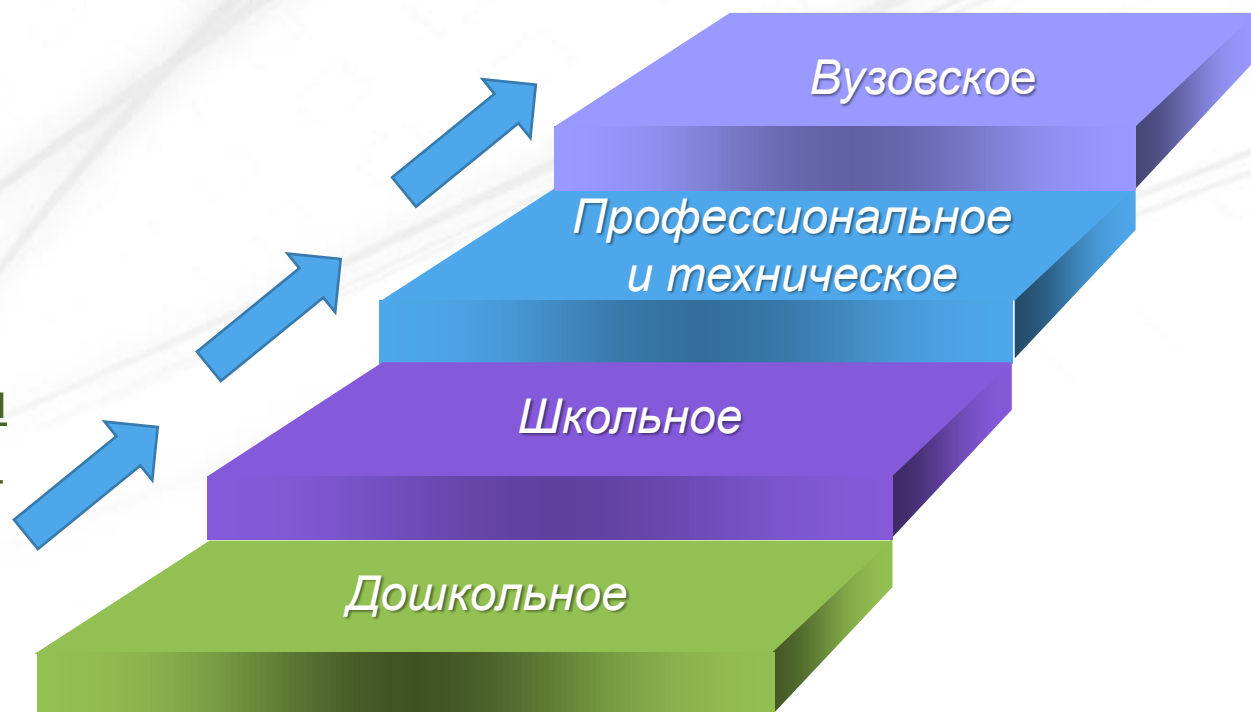 Вузовское
Профессиональное
и техническое
Школьное
Дошкольное